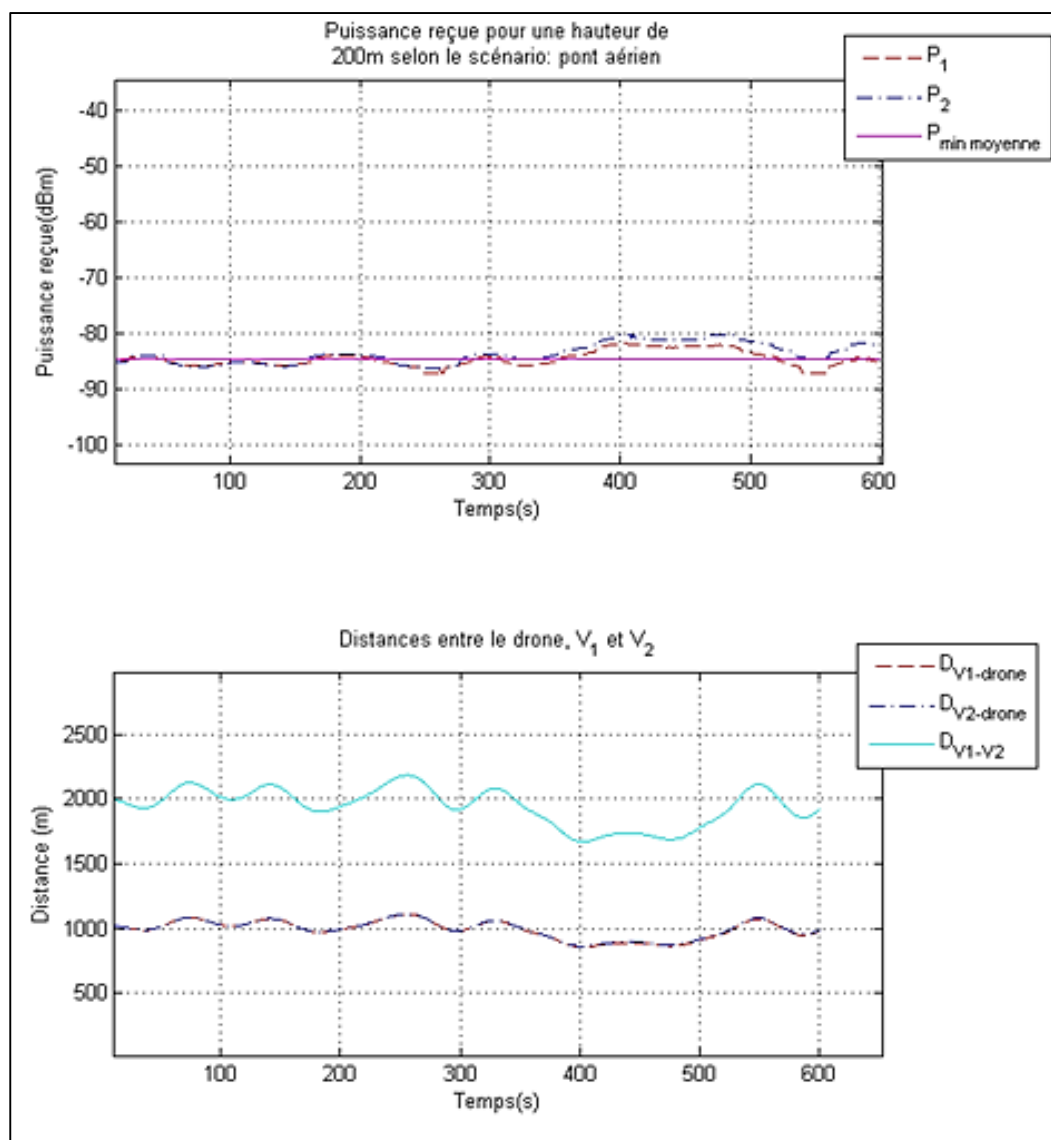 Puissance reçue pour une hauteur de
200m selon le scénario: pont aérien
P1
P2
Pmin moyenne
-40
-50
-60
-70
-80
-90
-100
Puissance reçue(dBm)
100
200
300
400
500
600
Temps(s)
Distances entre le drone, V1 et V2
DV1-drone
DV2-drone
DV1-V2
2500
2000
1500
1000
500
Distance (m)
100
200
300
400
500
600
Temps(s)